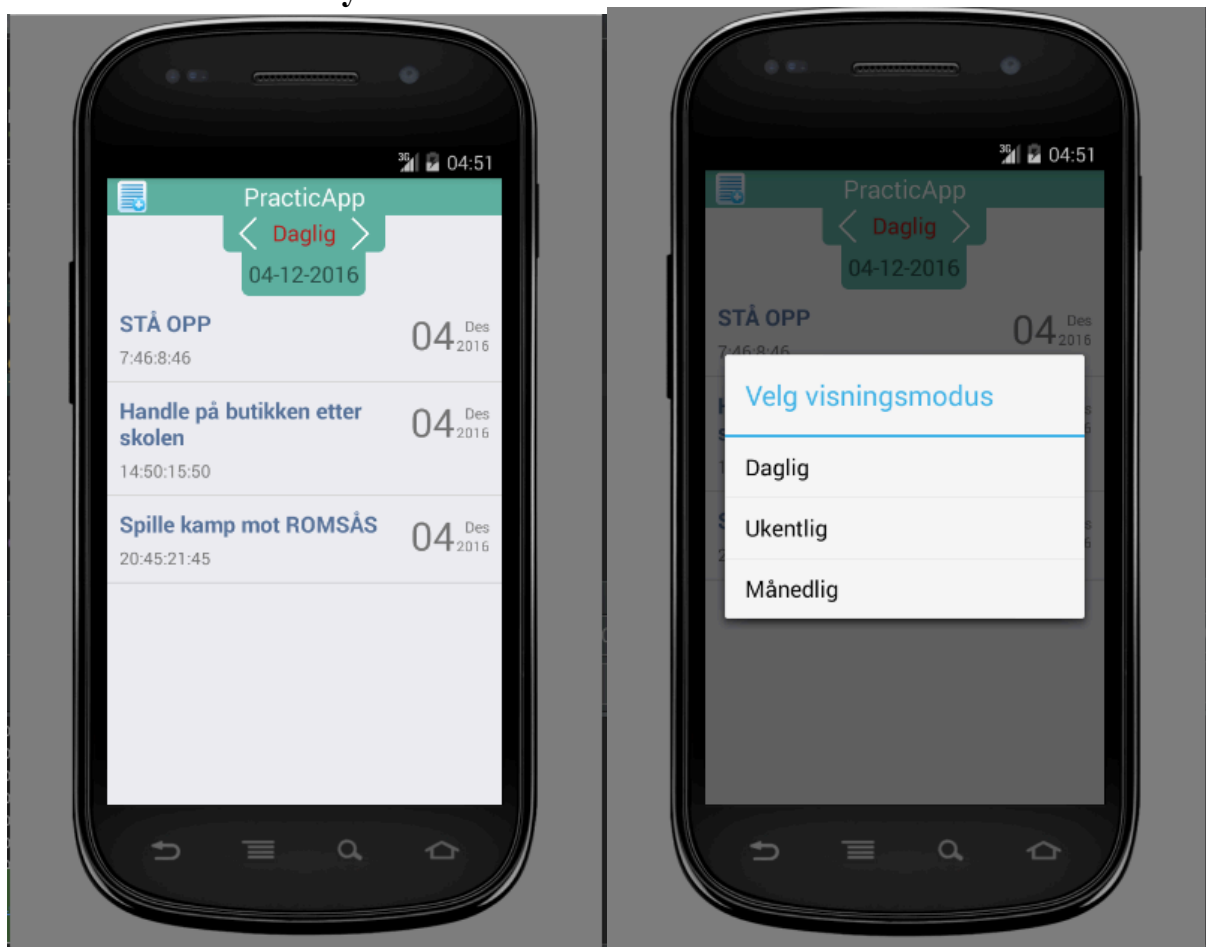 3G 04:51
PracticApp
Daglig
04-12-2016
STÅ OPP
7:46:8:46
04 Des
2016
Handle på butikken etter
skolen
14:50:15:50
04 Des
2016
Spille kamp mot ROMSÅS
20:45:21:45
04 Des
2016
3G 04:51
PracticApp
Daglig
04-12-2016
STÅ OPP
7:46:8:46
04 Des
2016
Velg visningsmodus
Daglig
Ukentlig
Månedlig